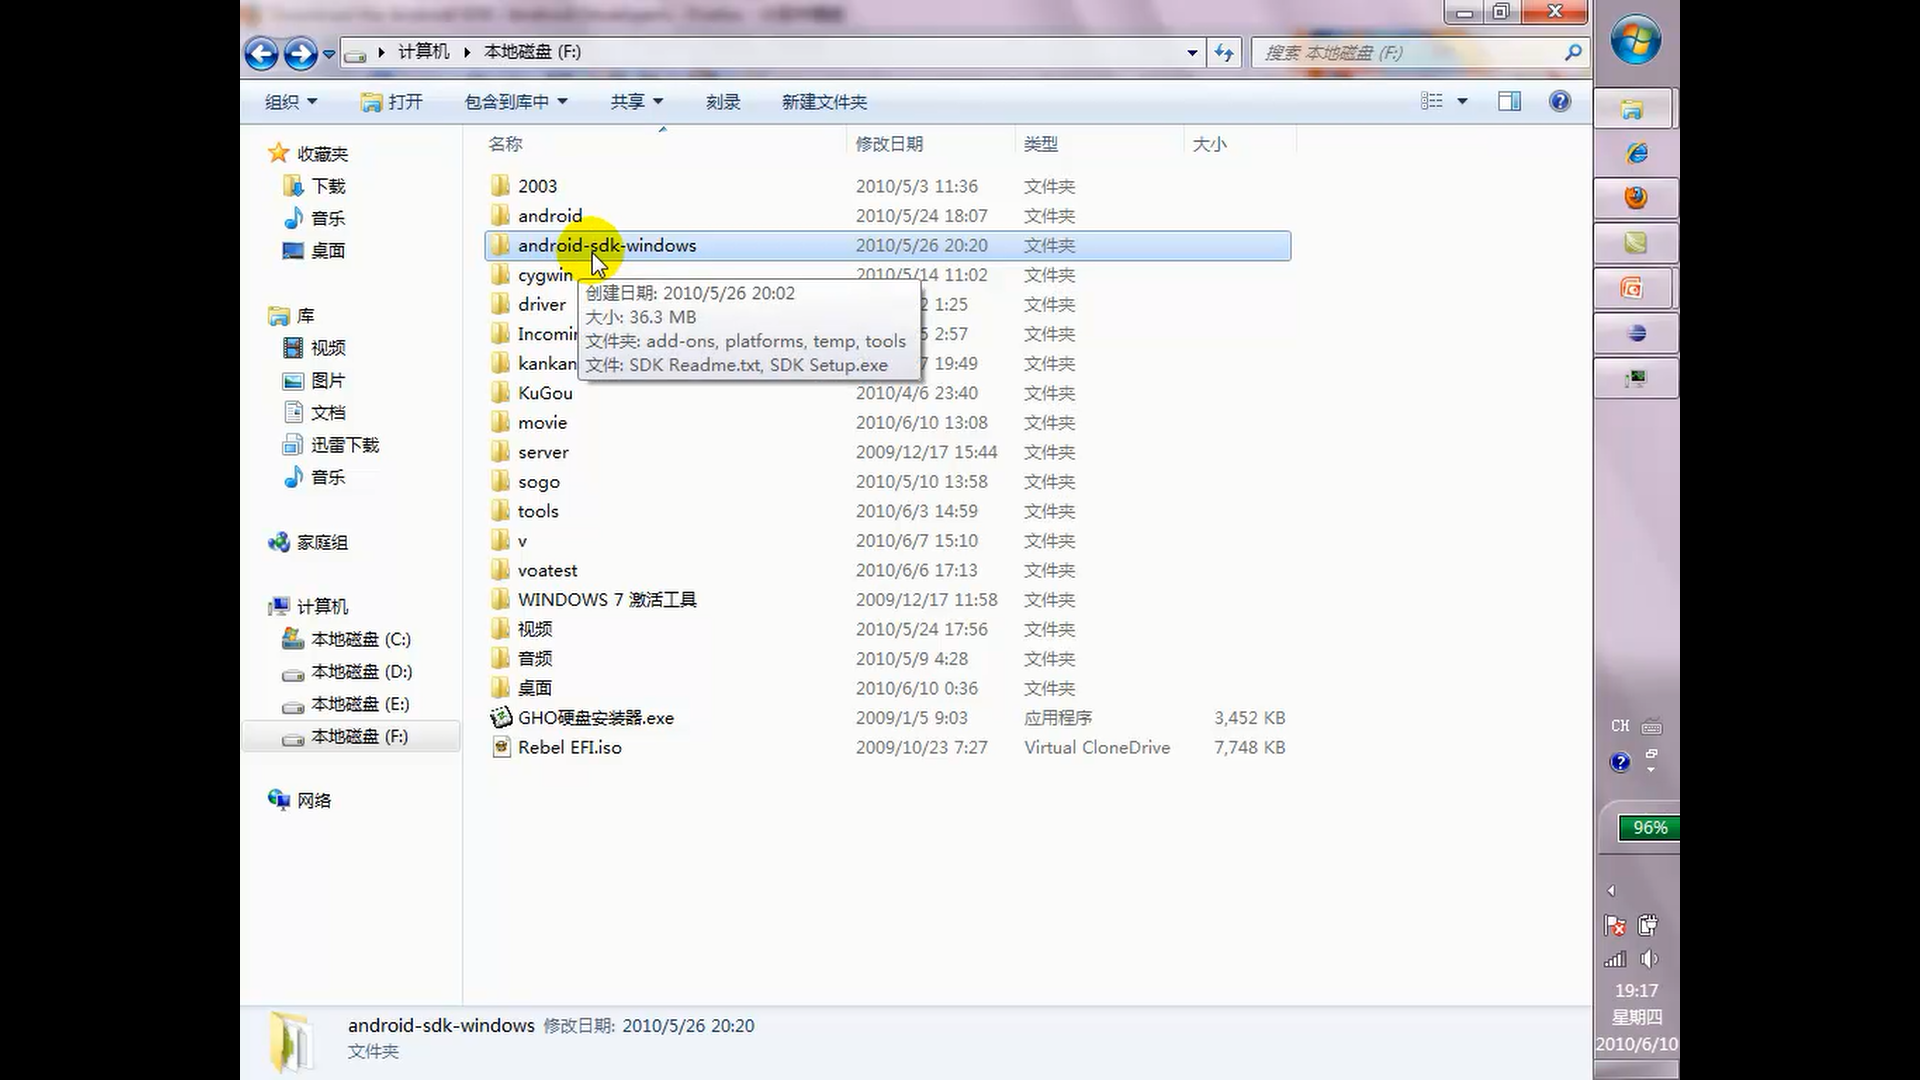 计算机 本地磁盘 (F:) 搜索 本地磁盘 (F:)
组织 打开 包含到库中 共享 刻录 新建文件夹
收藏夹
下载
音乐
桌面
库
视频
图片
文档
迅雷下载
音乐
家庭组
计算机
本地磁盘 (C:)
本地磁盘 (D:)
本地磁盘 (E:)
本地磁盘 (F:)
网络
名称 修改日期 类型 大小
2003 2010/5/3 11:36 文件夹
android 2010/5/24 18:07 文件夹
android-sdk-windows 2010/5/26 20:20 文件夹
cygwin 2010/5/14 11:02 文件夹
driver 1:25 文件夹
2:57 文件夹
kankan 19:49 文件夹
KuGou 2010/4/6 23:40 文件夹
movie 2010/6/10 13:08 文件夹
server 2009/12/17 15:44 文件夹
sogo 2010/5/10 13:58 文件夹
tools 2010/6/3 14:59 文件夹
v 2010/6/7 15:10 文件夹
voatest 2010/6/6 17:13 文件夹
WINDOWS 7 激活工具 2009/12/17 11:58 文件夹
视频 2010/5/24 17:56 文件夹
音频 2010/5/9 4:28 文件夹
桌面 2010/6/10 0:36 文件夹
GHO硬盘安装器.exe 2009/1/5 9:03 应用程序 3,452 KB
Rebel EFI.iso 2009/10/23 7:27 Virtual CloneDrive 7,748 KB
创建日期: 2010/5/26 20:02
大小: 36.3 MB
文件夹: add-ons, platforms, temp, tools
文件: SDK Readme.txt, SDK Setup.exe
android-sdk-windows 修改日期: 2010/5/26 20:20
文件夹
CH
96%
19:17
星期四
2010/6/10